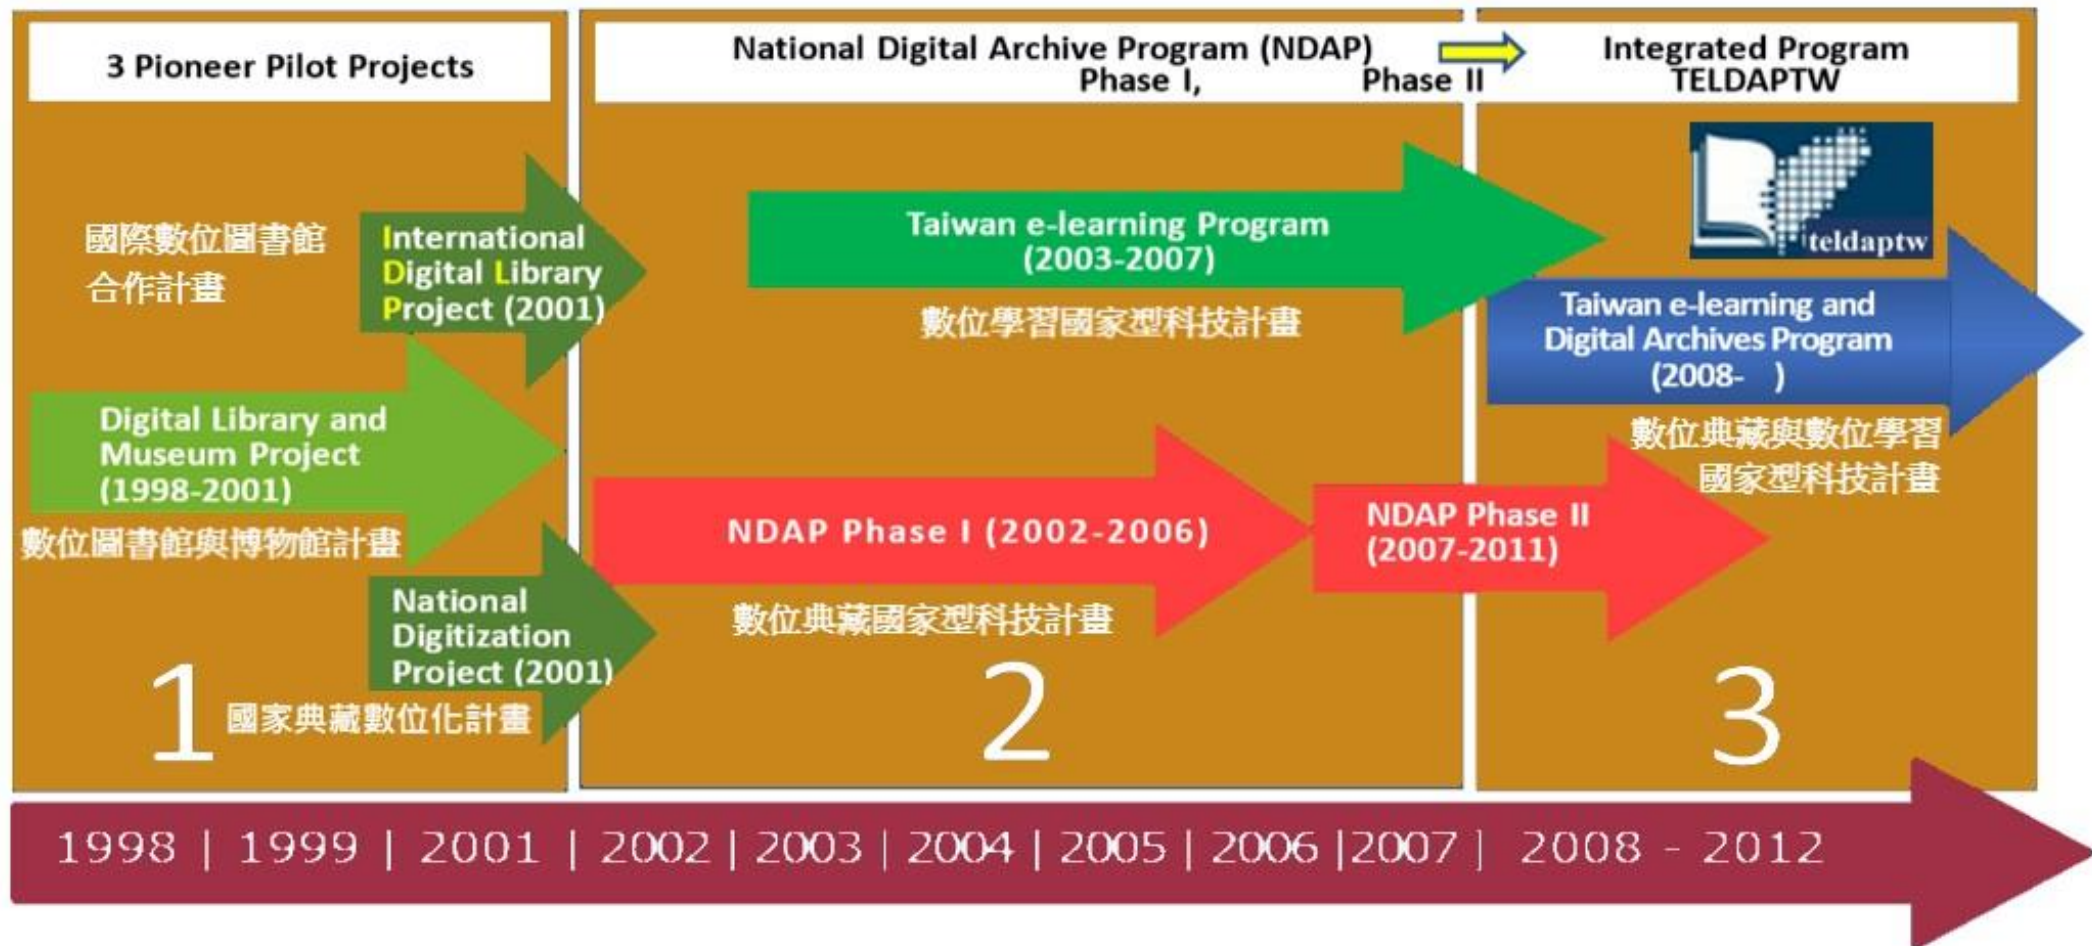 3 Pioneer Pilot Projects
National Digital Archive Program (NDAP)
Phase I, Phase II
Integrated Program
TELDAPTW
國際數位圖書館
合作計畫
International
Digital Library
Project (2001)
Digital Library and
Museum Project
(1998-2001)
數位圖書館與博物館計畫
National
Digitization
Project (2001)
國家典藏數位化計畫
1
Taiwan e-learning Program
(2003-2007)
數位學習國家型科技計畫
NDAP Phase I (2002-2006)
數位典藏國家型科技計畫
NDAP Phase II
(2007-2011)
2
teldaptw
Taiwan e-learning and
Digital Archives Program
(2008- )
數位典藏與數位學習
國家型科技計畫
3
1998 | 1999 | 2001 | 2002 | 2003 | 2004 | 2005 | 2006 |2007 | 2008 - 2012